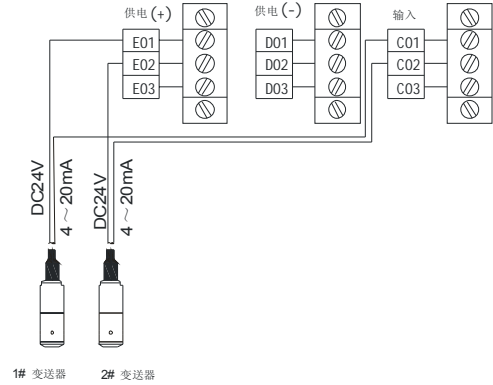 供电(+)
供电(-)
输入
E01
D01
C01
E02
D02
C02
E03
D03
C03
DC24V
4～20mA
DC24V
4～20mA
1# 变送器
2# 变送器